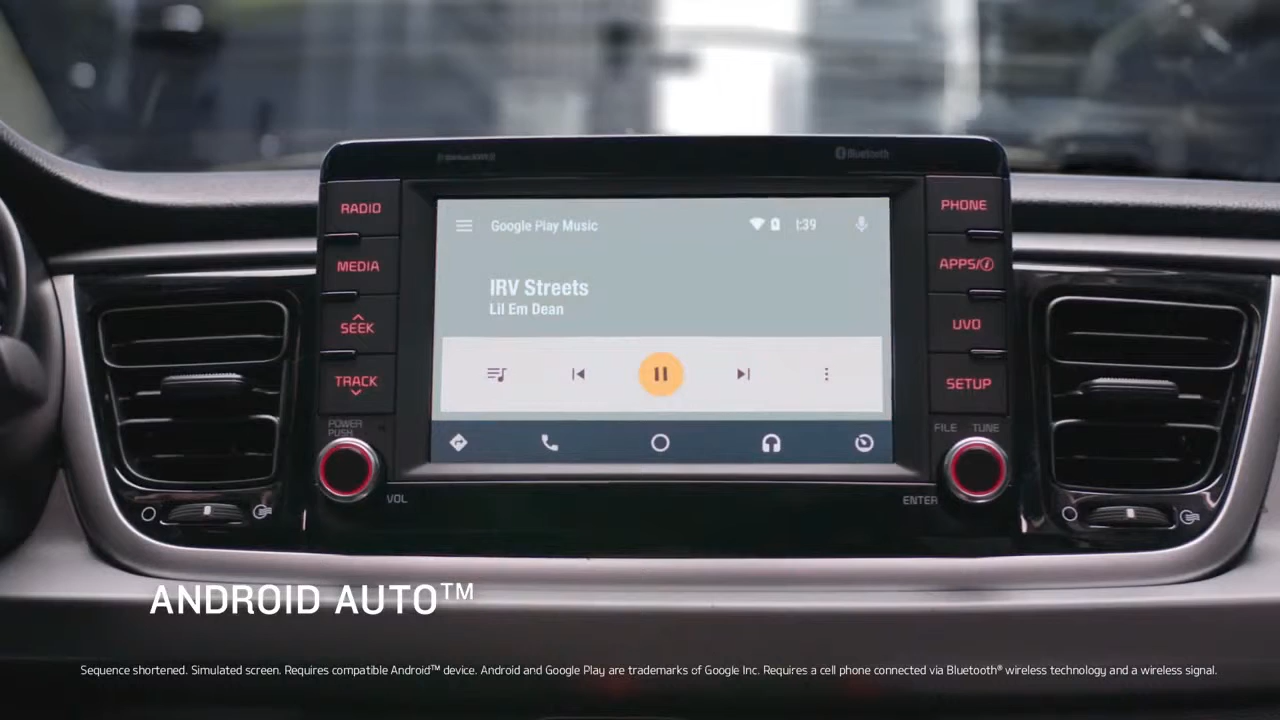 SiriusXM
Bluetooth
RADIO
MEDIA
SEEK
TRACK
POWER
PUSH
VOL
Google Play Music
1:39
IRV Streets
Lil Em Dean
PHONE
APPS/i
UVO
SETUP
FILE TUNE
ENTER
ANDROID AUTO™
Sequence shortened. Simulated screen. Requires compatible Android™ device. Android and Google Play are trademarks of Google Inc. Requires a cell phone connected via Bluetooth® wireless technology and a wireless signal.